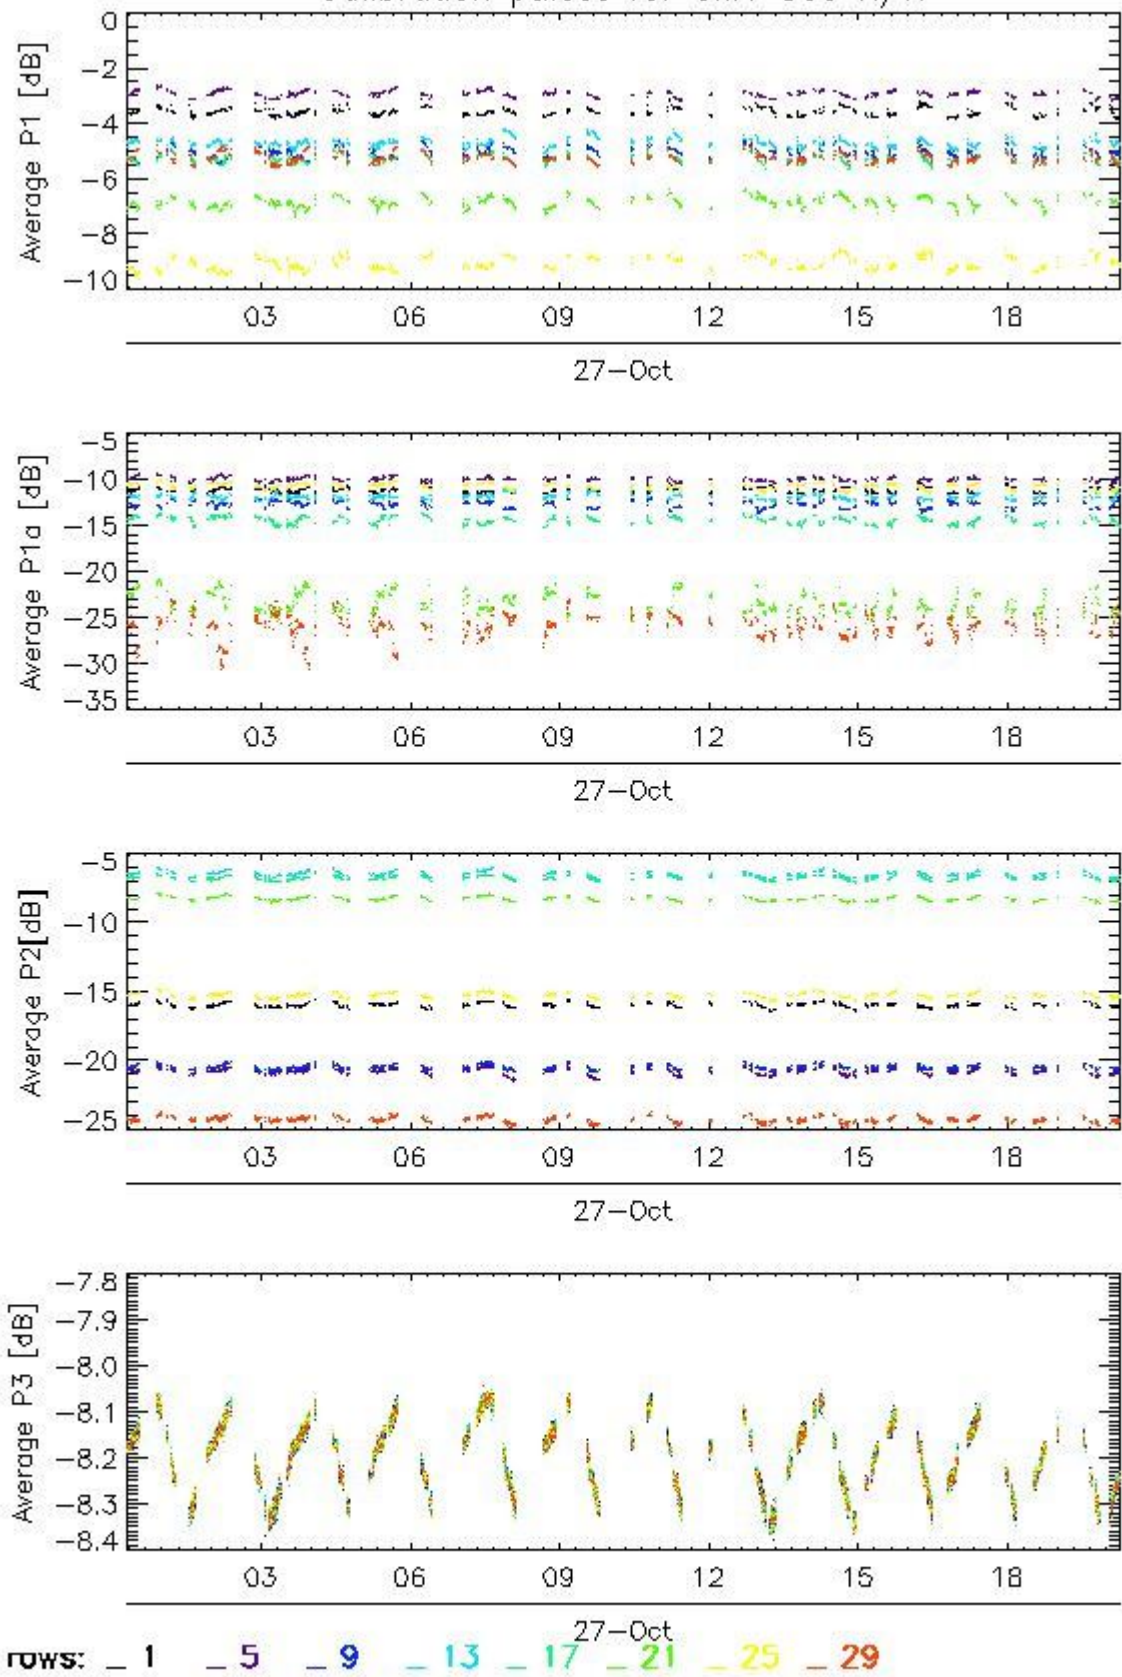 0
-2
-4
-6
-8
-10
Average P1 [dB]
03 06 09 12 15 18
27-Oct
-5
-10
-15
-20
-25
-30
-35
Average P1a [dB]
03 06 09 12 15 18
27-Oct
-5
-10
-15
-20
-25
Average P2[dB]
03 06 09 12 15 18
27-Oct
-7.8
-7.9
-8.0
-8.1
-8.2
-8.3
-8.4
Average P3 [dB]
03 06 09 12 15 18
27-Oct
rows: _ 1 _ 5 _ 9 _ 13 _ 17 _ 21 _ 25 _ 29